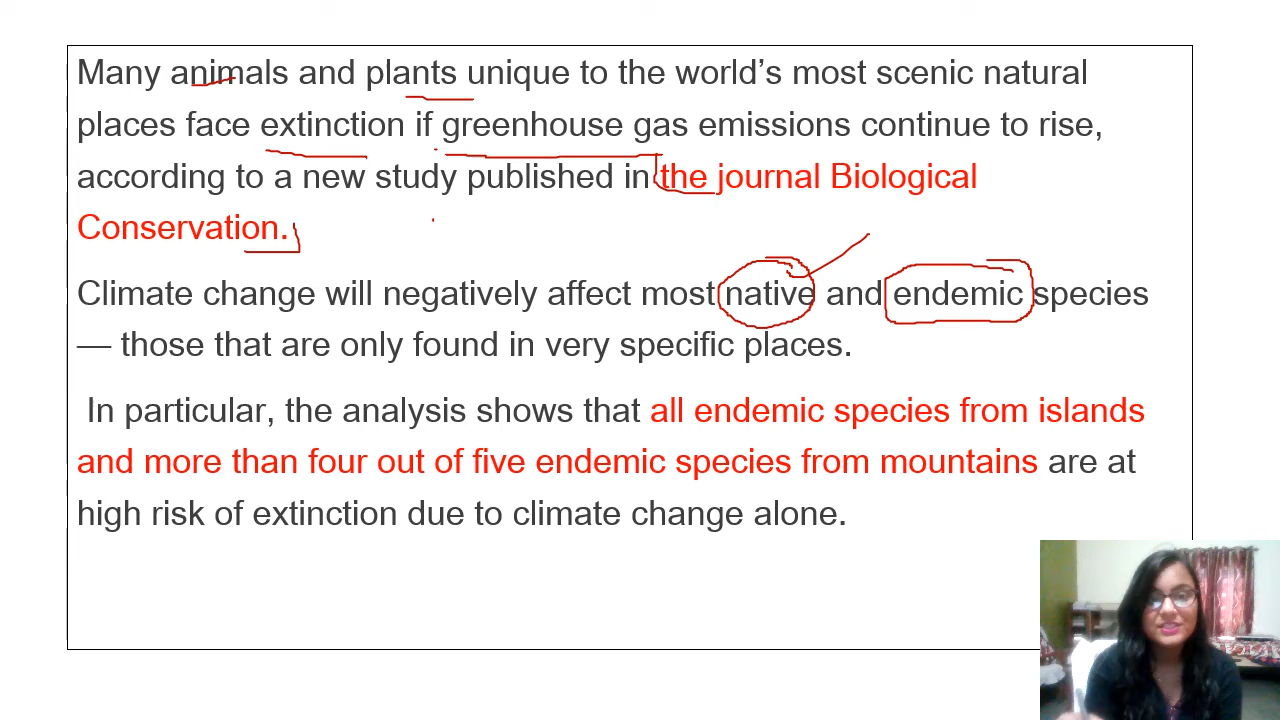 Many animals and plants unique to the world’s most scenic natural
places face extinction if greenhouse gas emissions continue to rise,
according to a new study published in the journal Biological
Conservation.
Climate change will negatively affect most native and endemic species
— those that are only found in very specific places.
In particular, the analysis shows that all endemic species from islands
and more than four out of five endemic species from mountains are at
high risk of extinction due to climate change alone.